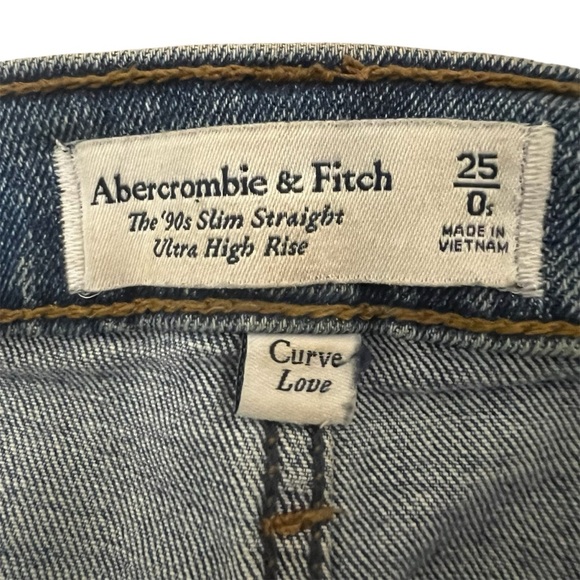 Abercrombie & Fitch
The '90s Slim Straight
Ultra High Rise
25
0s
MADE IN
VIETNAM
Curve
Love